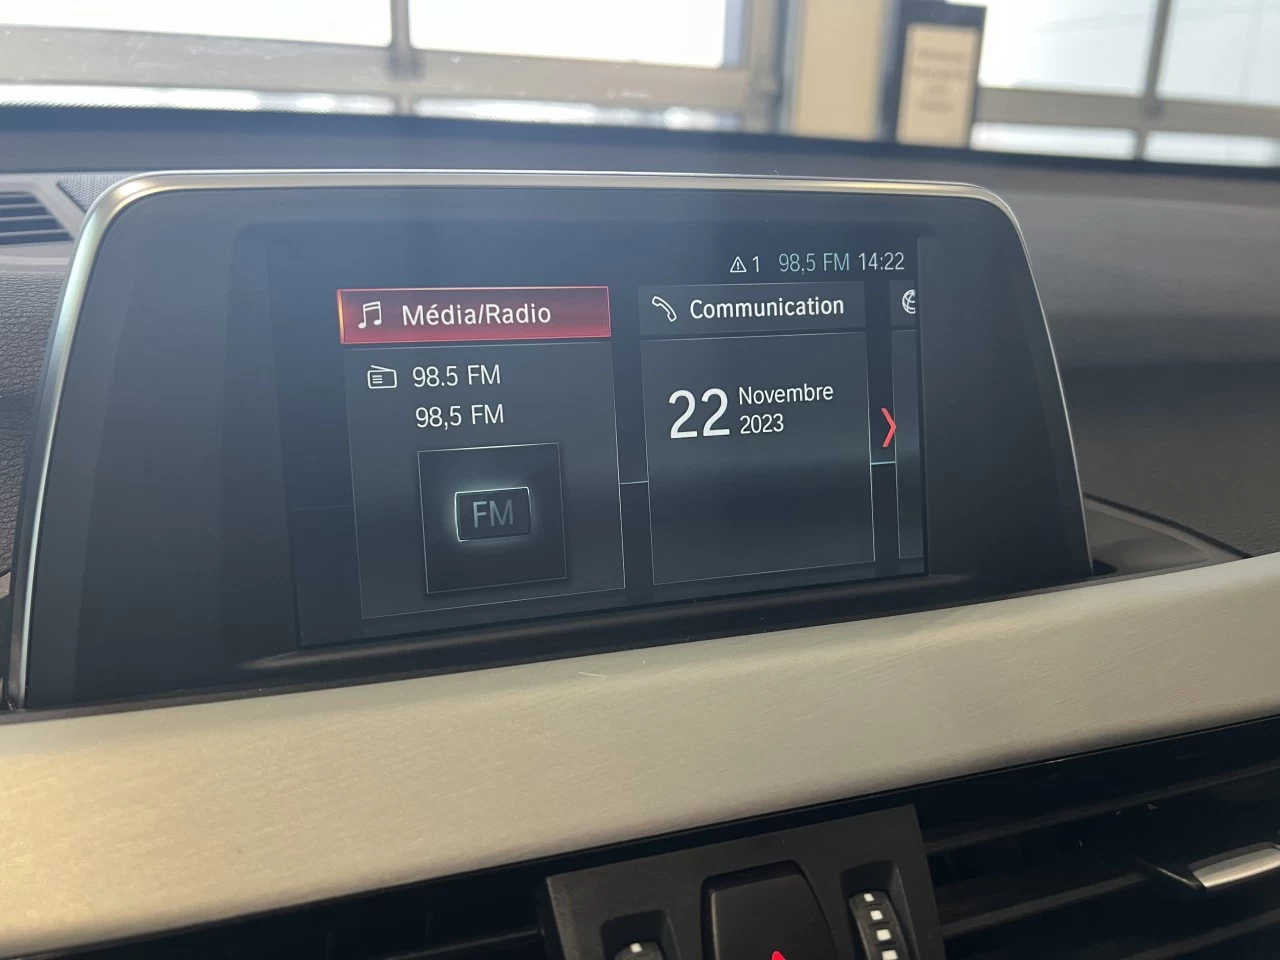 1 98,5 FM 14:22
Média/Radio
98.5 FM
98,5 FM
FM
Communication
22 Novembre
2023